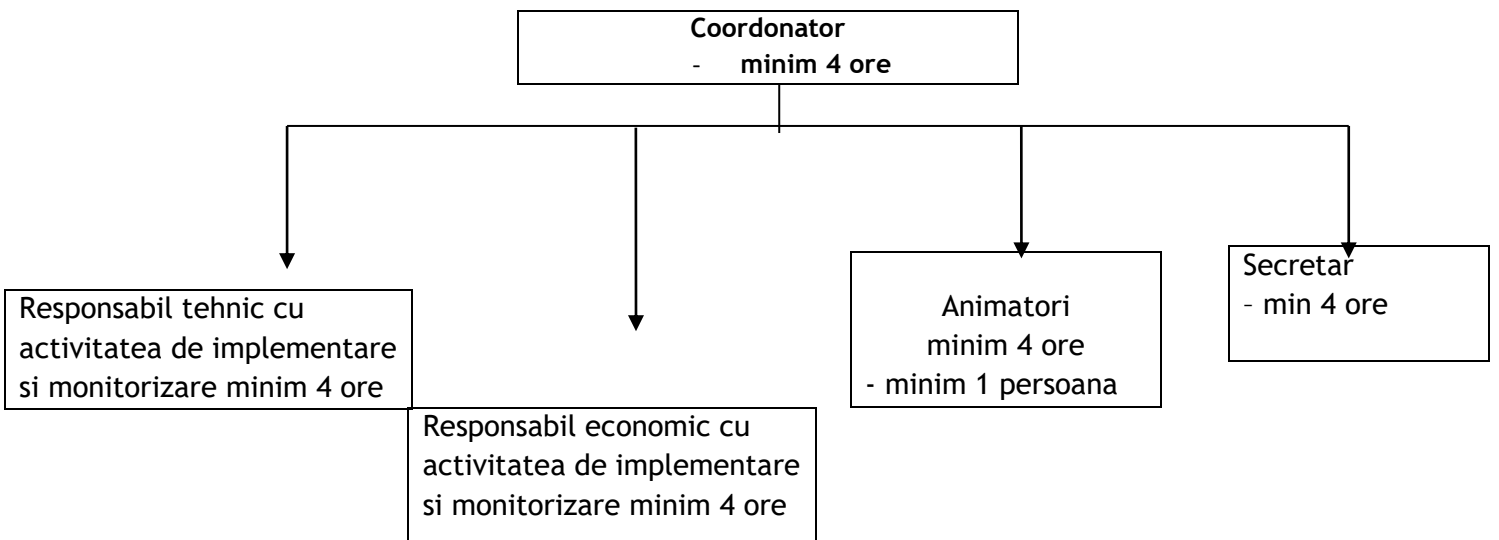 Coordonator
- minim 4 ore
Responsabil tehnic cu
activitatea de implementare
si monitorizare minim 4 ore
Responsabil economic cu
activitatea de implementare
si monitorizare minim 4 ore
Animatori
minim 4 ore
- minim 1 persoana
Secretar
– min 4 ore